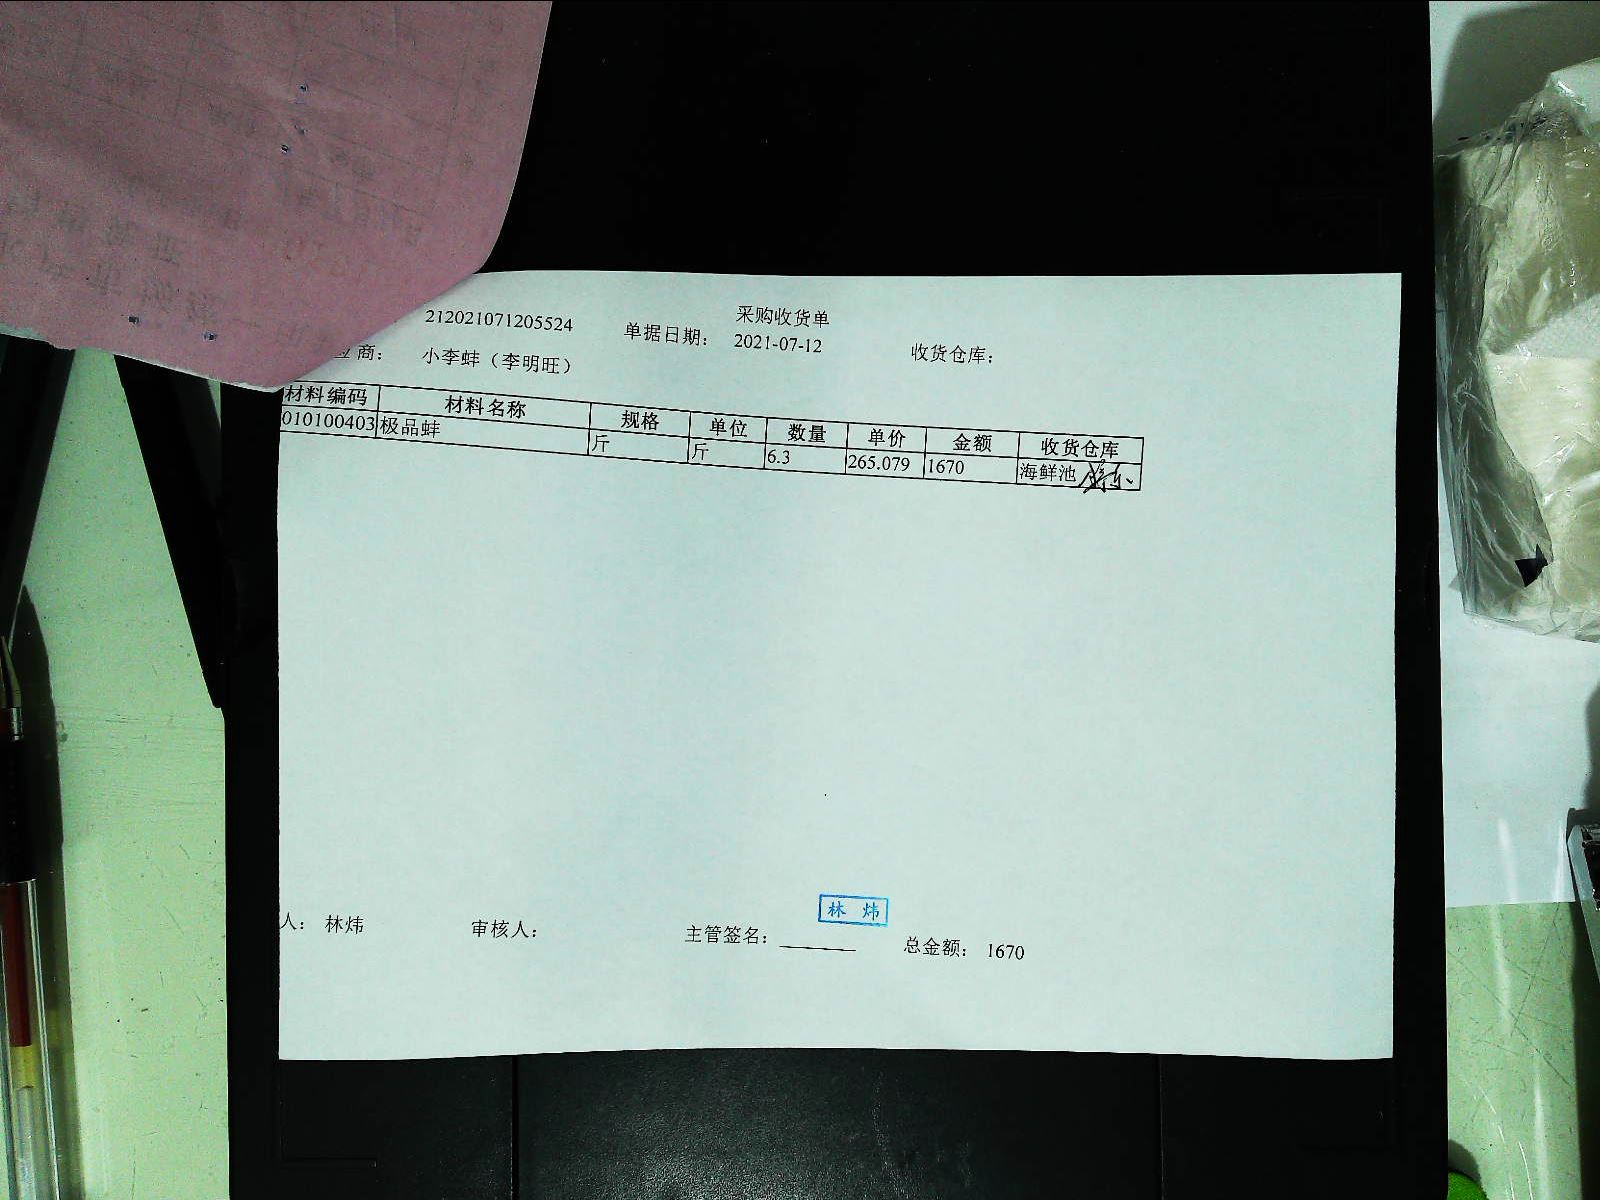 采购收货单
212021071205524 单据日期： 2021-07-12 收货仓库：
应商： 小李蚌（李明旺）
材料编码 材料名称 规格 单位 数量 单价 金额 收货仓库
010100403 极品蚌 斤 斤 6.3 265.079 1670 海鲜池
林 炜
人： 林炜 审核人： 主管签名： 总金额： 1670